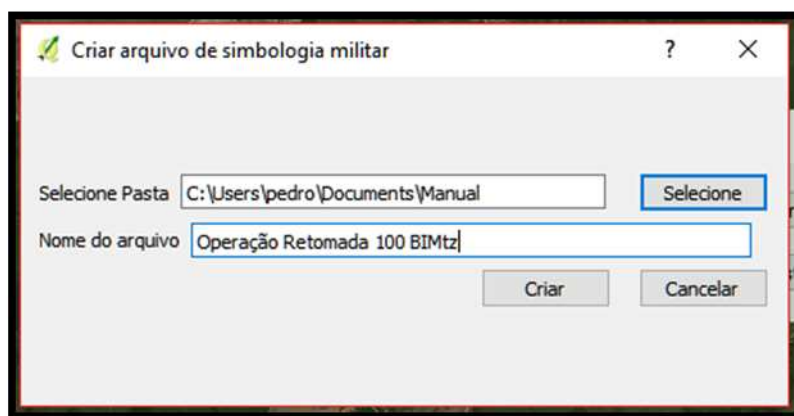 Criar arquivo de simbologia militar ?
Selecione Pasta C:\Users\pedro\Documents\Manual Selecione
Nome do arquivo Operação Retomada 100 BIMtz
Criar Cancelar